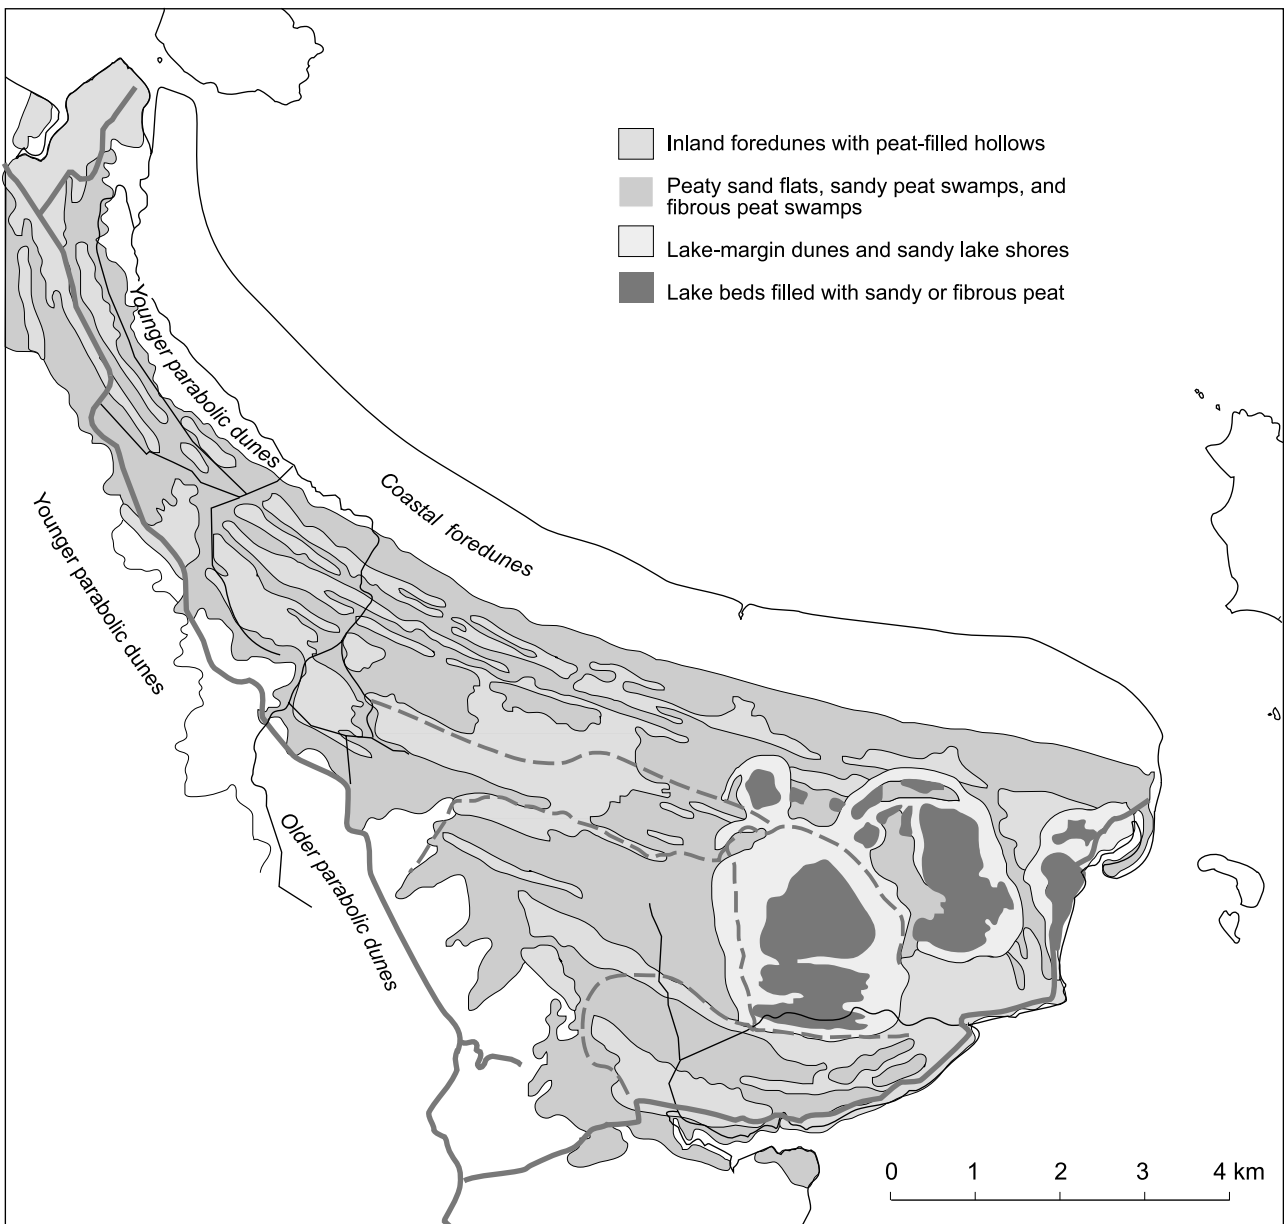 Inland foredunes with peat-filled hollows
Peaty sand flats, sandy peat swamps, and
fibrous peat swamps
Lake-margin dunes and sandy lake shores
Lake beds filled with sandy or fibrous peat
Younger parabolic dunes
Coastal foredunes
Younger parabolic dunes
Older parabolic dunes
0 1 2 3 4 km